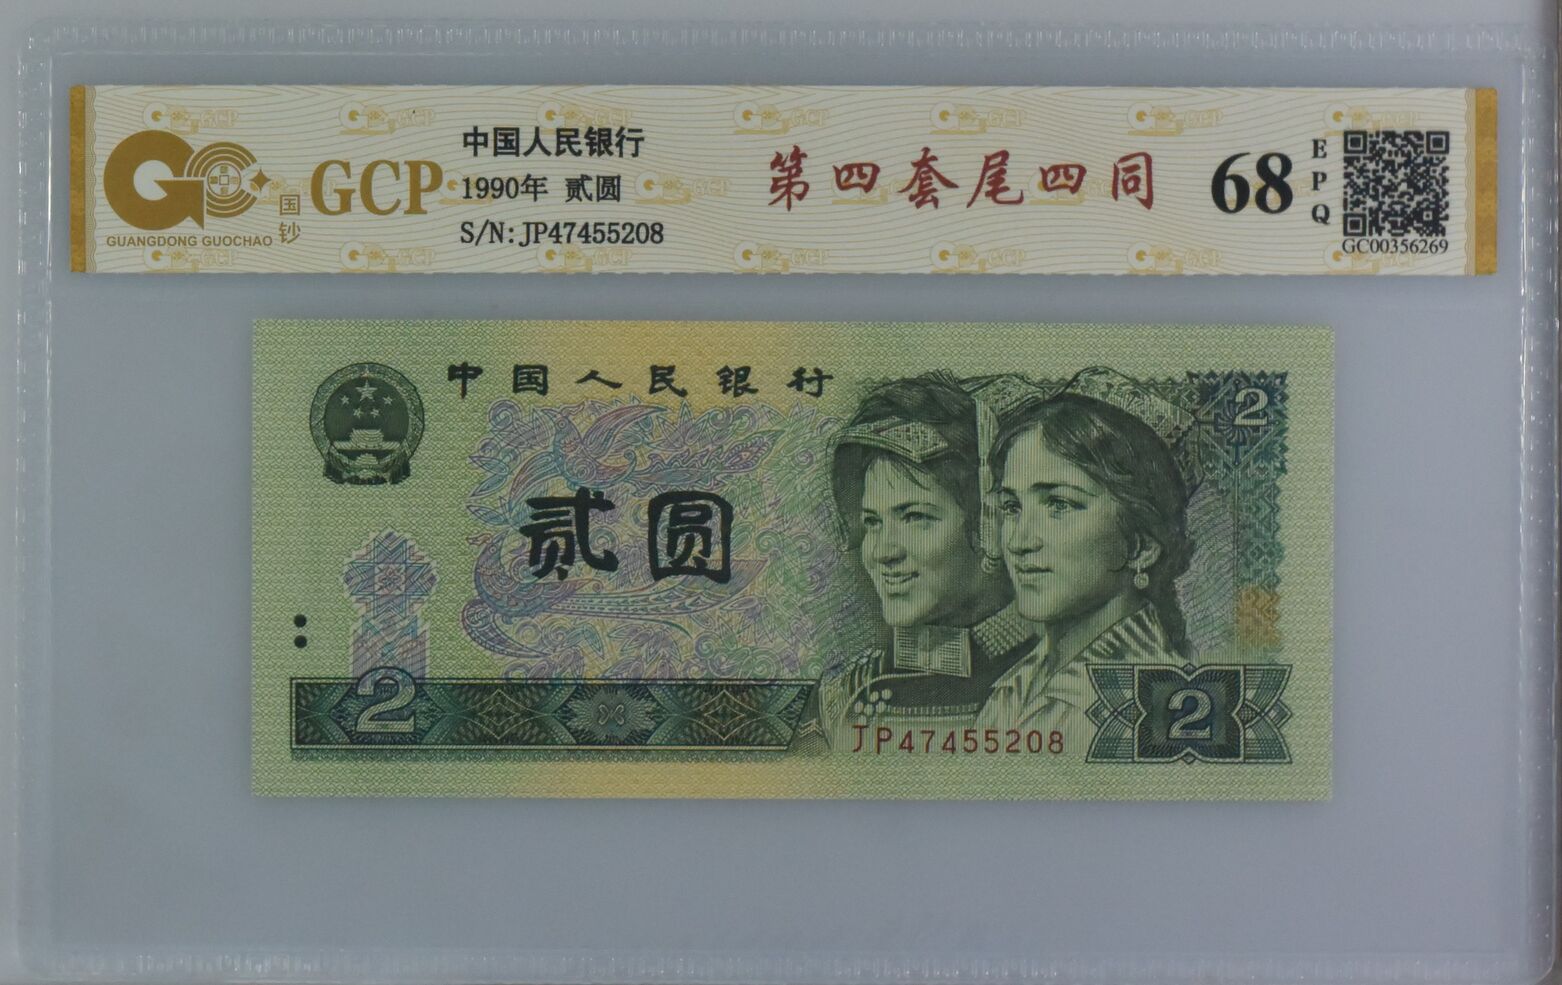 GCP
GUANGDONG GUOCHAO
国钞
中国人民银行
1990年 贰圆
S/N:JP47455208
第四套尾四同
68
EPQ
GC00356269
中国人民银行
2
贰圆
2
JP47455208
2